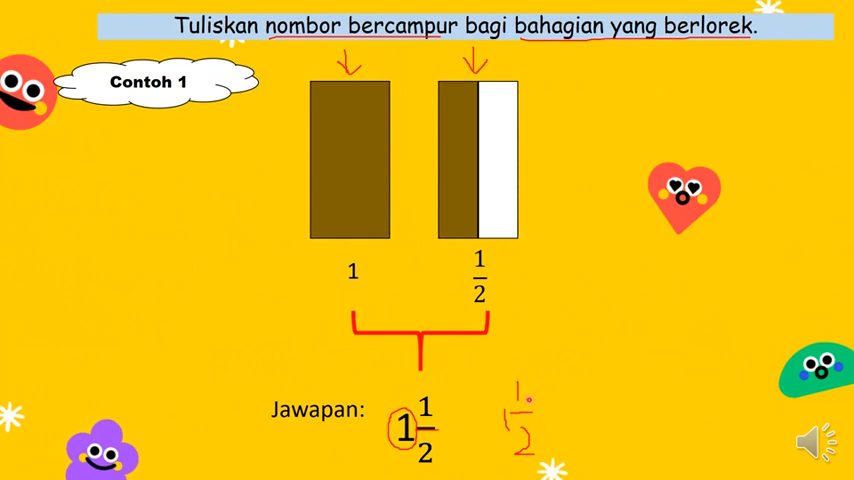 Tuliskan nombor bercampur bagi bahagian yang berlorek.
Contoh 1
1
1/2
Jawapan: 1 1/2
1/2